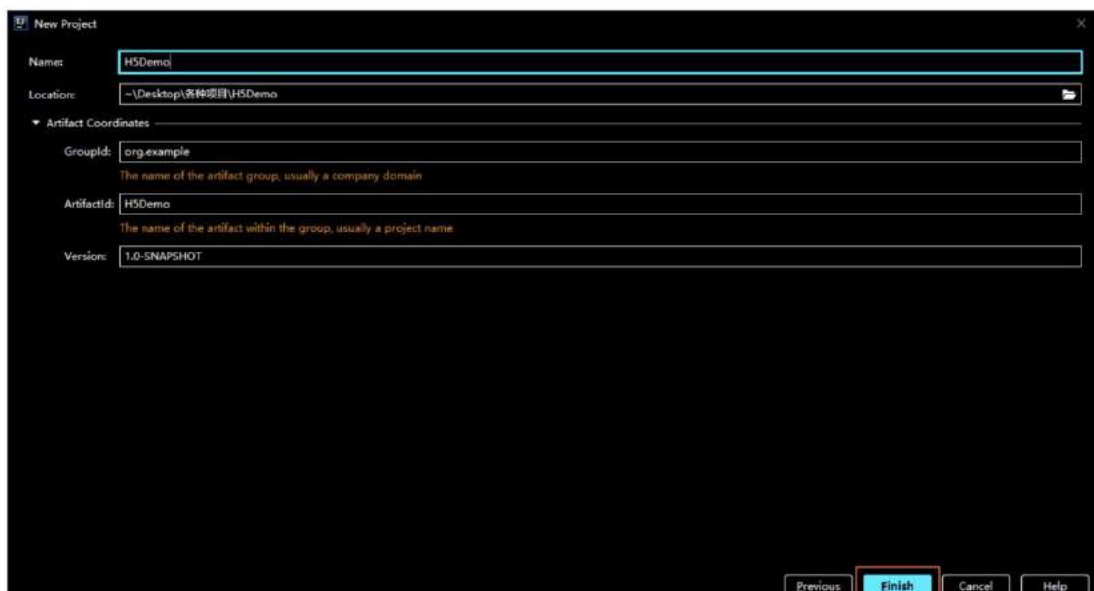 New Project
Name: H5Demo
Location: ~\Desktop\各种项目\H5Demo
Artifact Coordinates
GroupId: org.example
The name of the artifact group, usually a company domain
ArtifactId: H5Demo
The name of the artifact within the group, usually a project name
Version: 1.0-SNAPSHOT
Previous Finish Cancel Help